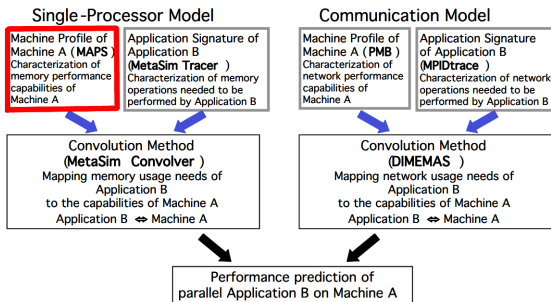 Single-Processor Model
Communication Model
Machine Profile of
Machine A (MAPS )
Characterization of
memory performance
capabilities of
Machine A
Application Signature of
Application B
(MetaSim Tracer )
Characterization of memory
operations needed to be
performed by Application B
Machine Profile of
Machine A (PMB )
Characterization of
network performance
capabilities of
Machine A
Application Signature
of Application B
(MPIDtrace )
Characterization of network
operations needed to be
performed by Application B
Convolution Method
(MetaSim Convolver )
Mapping memory usage needs of
Application B
to the capabilities of Machine A
Application B ⇔ Machine A
Convolution Method
(DIMEMAS )
Mapping network usage needs of
Application B
to the capabilities of Machine A
Application B ⇔ Machine A
Performance prediction of
parallel Application B on Machine A